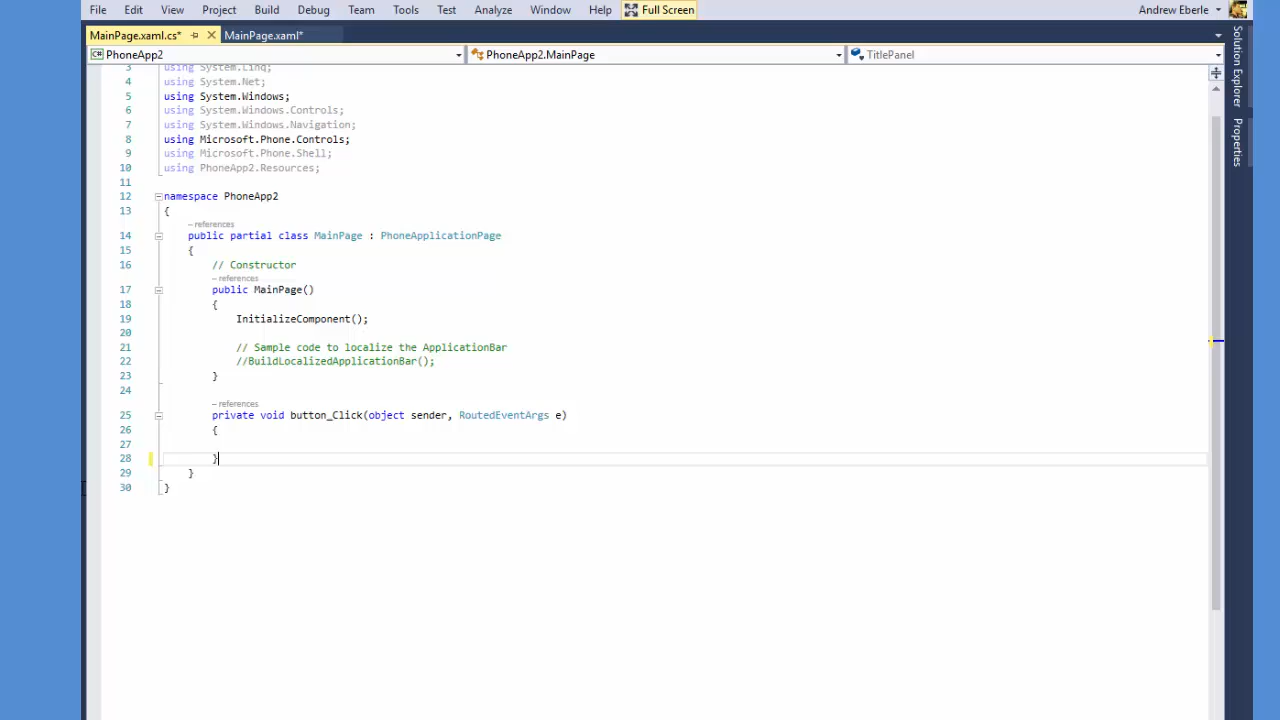 File Edit View Project Build Debug Team Tools Test Analyze Window Help Full Screen Andrew Eberle
MainPage.xaml.cs* MainPage.xaml*
C# PhoneApp2 PhoneApp2.MainPage TitlePanel
Solution Explorer
Properties
3 using System.Linq;
4 using System.Net;
5 using System.Windows;
6 using System.Windows.Controls;
7 using System.Windows.Navigation;
8 using Microsoft.Phone.Controls;
9 using Microsoft.Phone.Shell;
10 using PhoneApp2.Resources;
11
12 namespace PhoneApp2
13 {
– references
14 public partial class MainPage : PhoneApplicationPage
15 {
16 // Constructor
– references
17 public MainPage()
18 {
19 InitializeComponent();
20
21 // Sample code to localize the ApplicationBar
22 //BuildLocalizedApplicationBar();
23 }
24
– references
25 private void button_Click(object sender, RoutedEventArgs e)
26 {
27
28 }
29 }
30 }